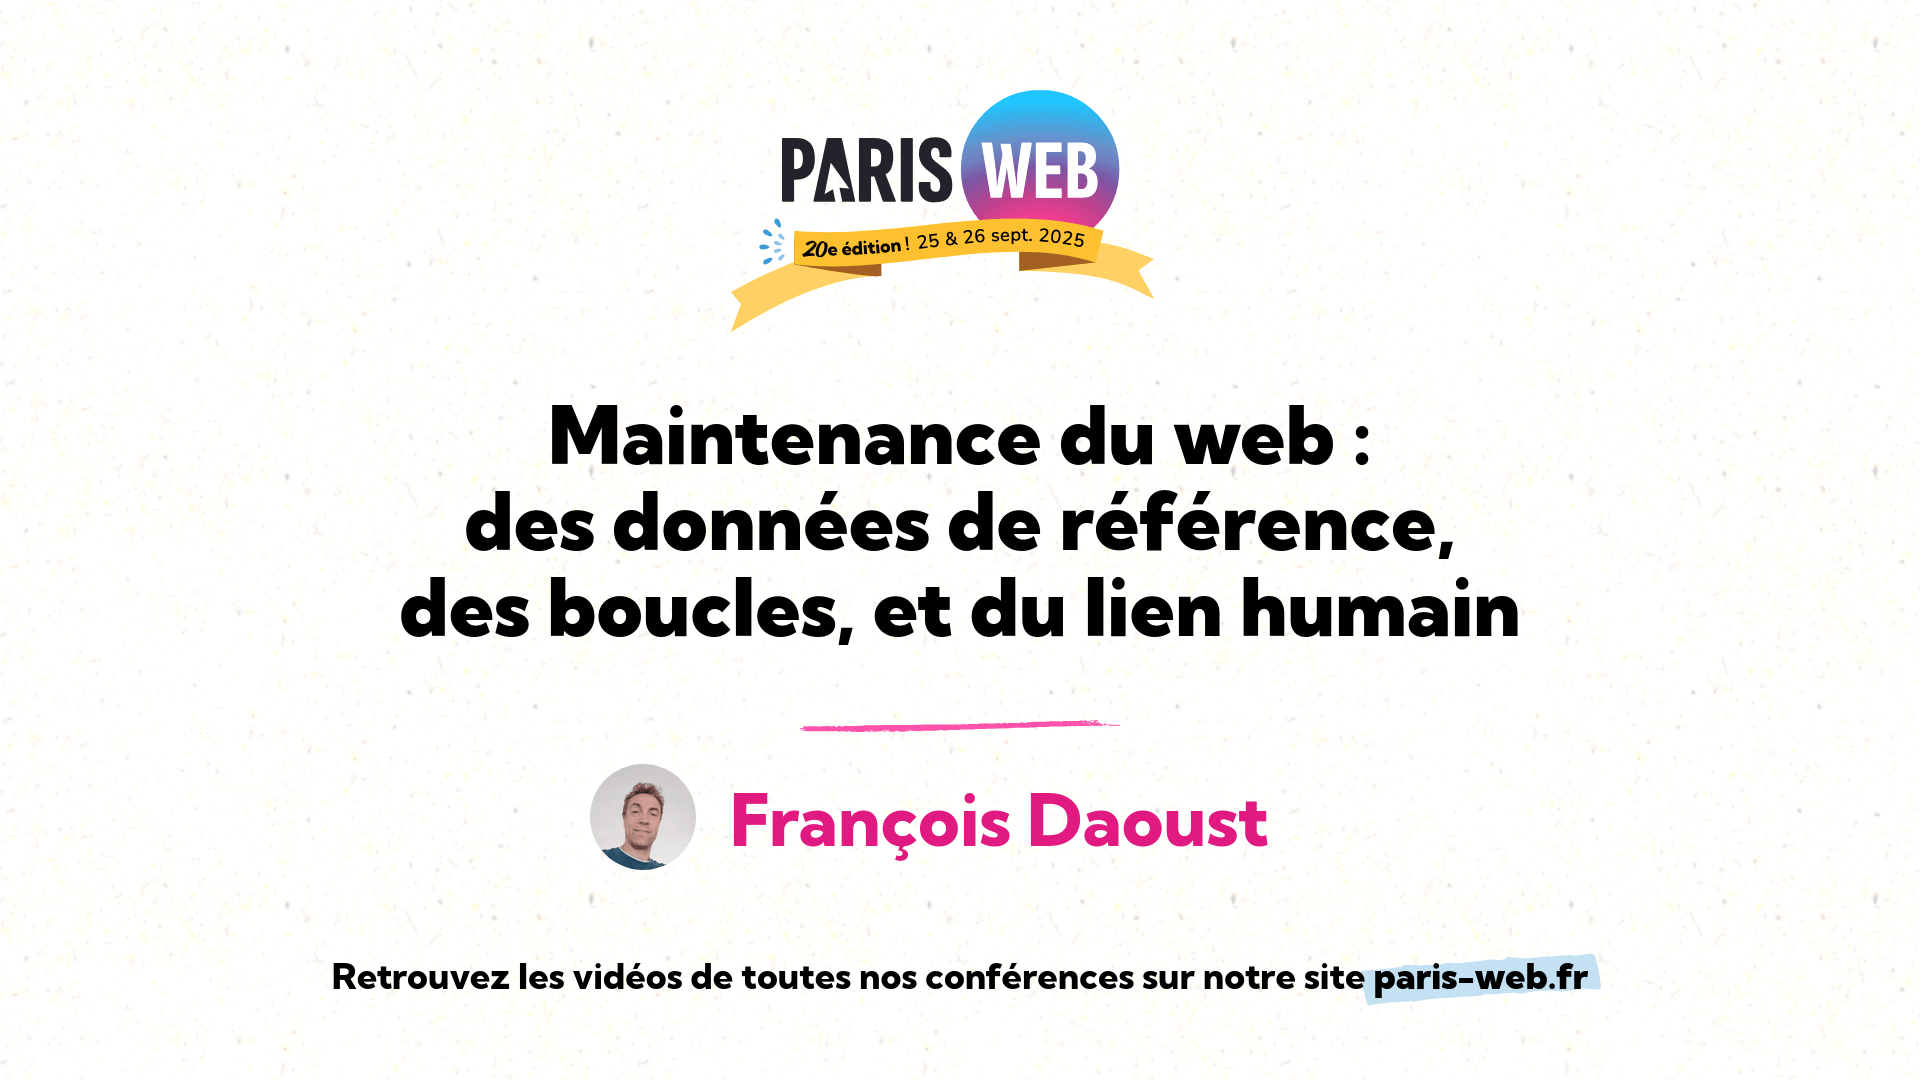 PARIS WEB
20e édition ! 25 & 26 sept. 2025
Maintenance du web :
des données de référence,
des boucles, et du lien humain
François Daoust
Retrouvez les vidéos de toutes nos conférences sur notre site paris-web.fr